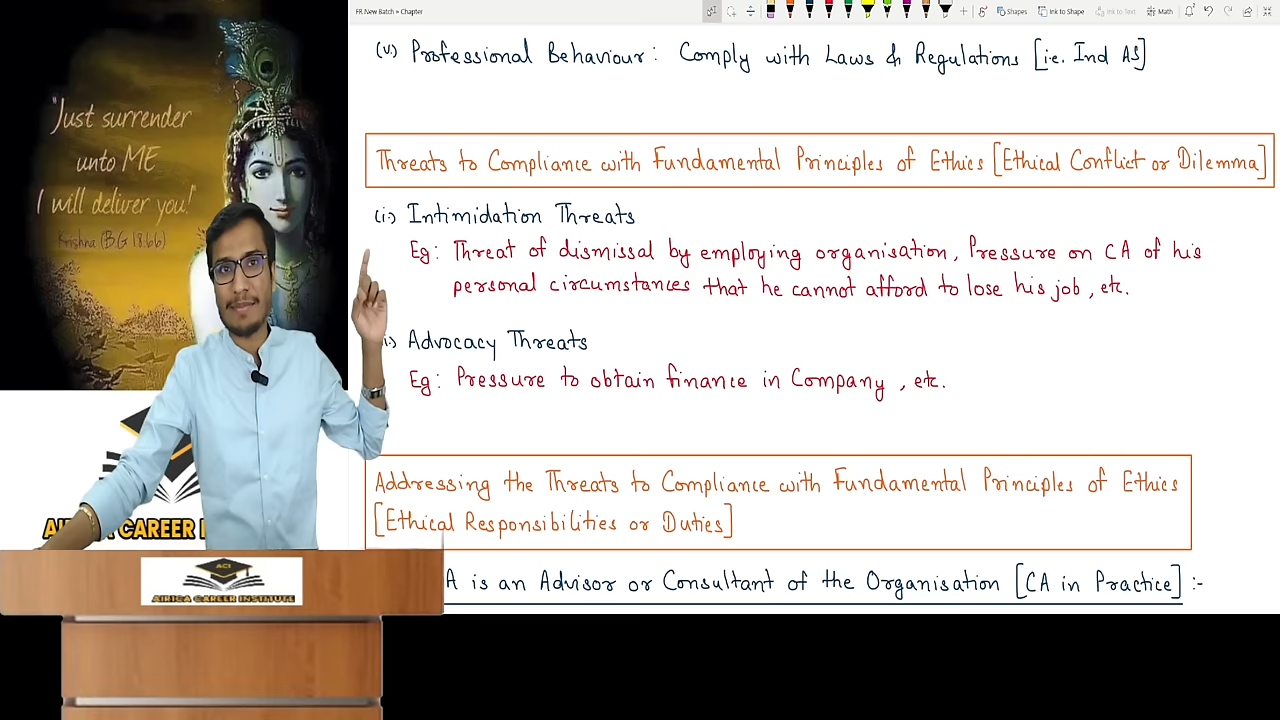 FR New Batch » Chapter
Shapes
Ink to Shape
Ink to Text
Math
(v) Professional Behaviour: Comply with Laws & Regulations [i.e. Ind AS]
Threats to Compliance with Fundamental Principles of Ethics [Ethical Conflict or Dilemma]
(i) Intimidation Threats
Eg: Threat of dismissal by employing organisation, Pressure on CA of his
personal circumstances that he cannot afford to lose his job, etc.
Advocacy Threats
Eg: Pressure to obtain finance in Company, etc.
Addressing the Threats to Compliance with Fundamental Principles of Ethics
[Ethical Responsibilities or Duties]
A is an Advisor or Consultant of the Organisation [CA in Practice] :-
"Just surrender
unto ME
I will deliver you!"
Krishna (B.G 18.66)
CAREER
ACI
AIRICA CAREER INSTITUTE